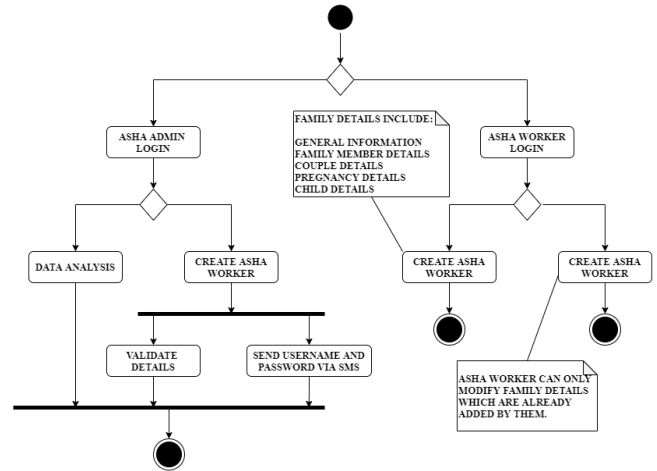 ASHA ADMIN
LOGIN
FAMILY DETAILS INCLUDE:
GENERAL INFORMATION
FAMILY MEMBER DETAILS
COUPLE DETAILS
PREGNANCY DETAILS
CHILD DETAILS
ASHA WORKER
LOGIN
DATA ANALYSIS
CREATE ASHA
WORKER
CREATE ASHA
WORKER
CREATE ASHA
WORKER
VALIDATE
DETAILS
SEND USERNAME AND
PASSWORD VIA SMS
ASHA WORKER CAN ONLY
MODIFY FAMILY DETAILS
WHICH ARE ALREADY
ADDED BY THEM.